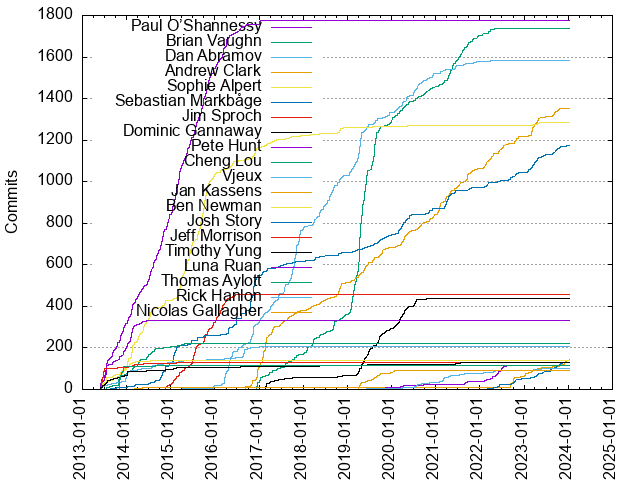 1800
1600
1400
1200
1000
800
600
400
200
0
Commits
Paul O'Shannessy
Brian Vaughn
Dan Abramov
Andrew Clark
Sophie Alpert
Sebastian Markbåge
Jim Sproch
Dominic Gannaway
Pete Hunt
Cheng Lou
Vjeux
Jan Kassens
Ben Newman
Josh Story
Jeff Morrison
Timothy Yung
Luna Ruan
Thomas Aylott
Rick Hanlon
Nicolas Gallagher
2013-01-01
2014-01-01
2015-01-01
2016-01-01
2017-01-01
2018-01-01
2019-01-01
2020-01-01
2021-01-01
2022-01-01
2023-01-01
2024-01-01
2025-01-01